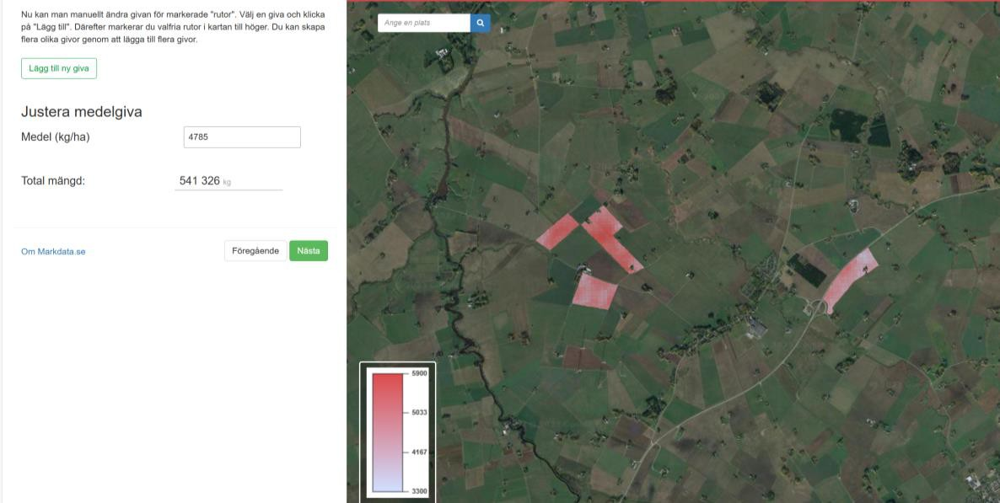 Nu kan man manuellt ändra givan för markerade "rutor". Välj en giva och klicka
på "Lägg till". Därefter markerar du valfria rutor i kartan till höger. Du kan skapa
flera olika givor genom att lägga till flera givor.
Lägg till ny giva
Justera medelgiva
Medel (kg/ha)
4785
Total mängd:
541 326 kg
Om Markdata.se
Föregående
Nästa
Ange en plats
5900
5033
4167
3300